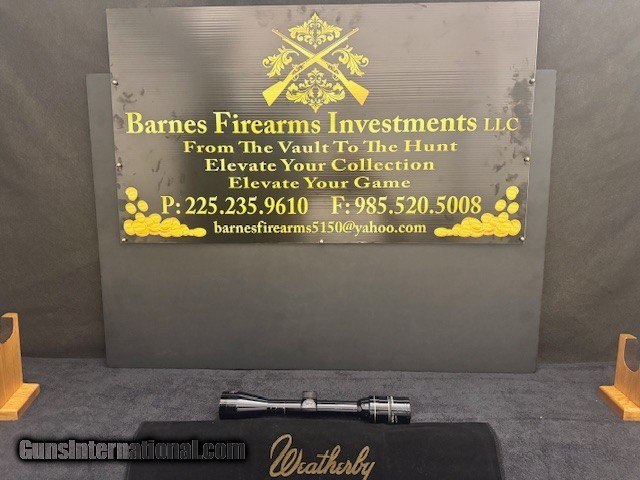 Barnes Firearms Investments LLC
From The Vault To The Hunt
Elevate Your Collection
Elevate Your Game
P: 225.235.9610 F: 985.520.5008
barnesfirearms5150@yahoo.com
Weatherby
GunsInternational.com